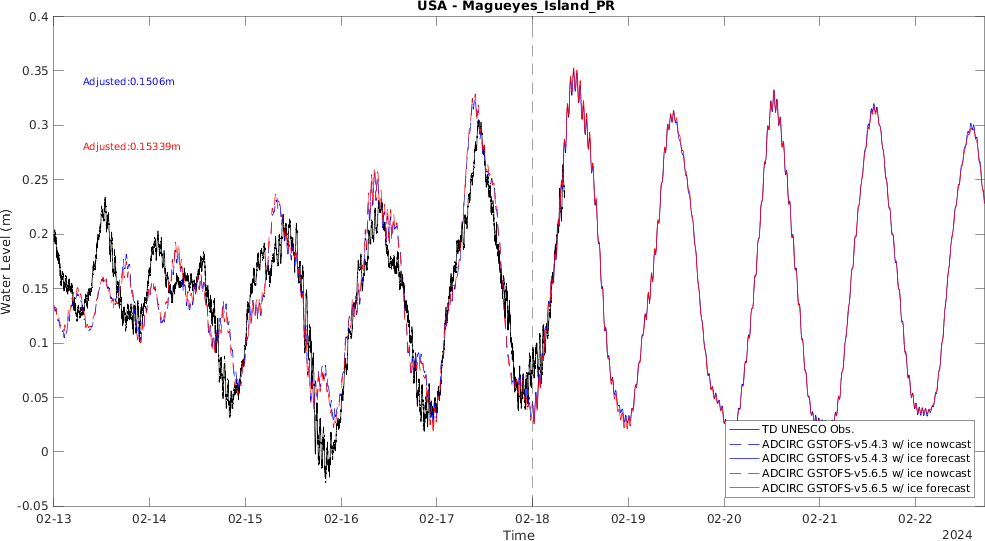 USA - Magueyes_Island_PR
0.4
0.35
0.3
0.25
0.2
0.15
0.1
0.05
0
-0.05
Water Level (m)
Adjusted:0.1506m
Adjusted:0.15339m
TD UNESCO Obs.
ADCIRC GSTOFS-v5.4.3 w/ ice nowcast
ADCIRC GSTOFS-v5.4.3 w/ ice forecast
ADCIRC GSTOFS-v5.6.5 w/ ice nowcast
ADCIRC GSTOFS-v5.6.5 w/ ice forecast
02-13 02-14 02-15 02-16 02-17 02-18 02-19 02-20 02-21 02-22
Time
2024